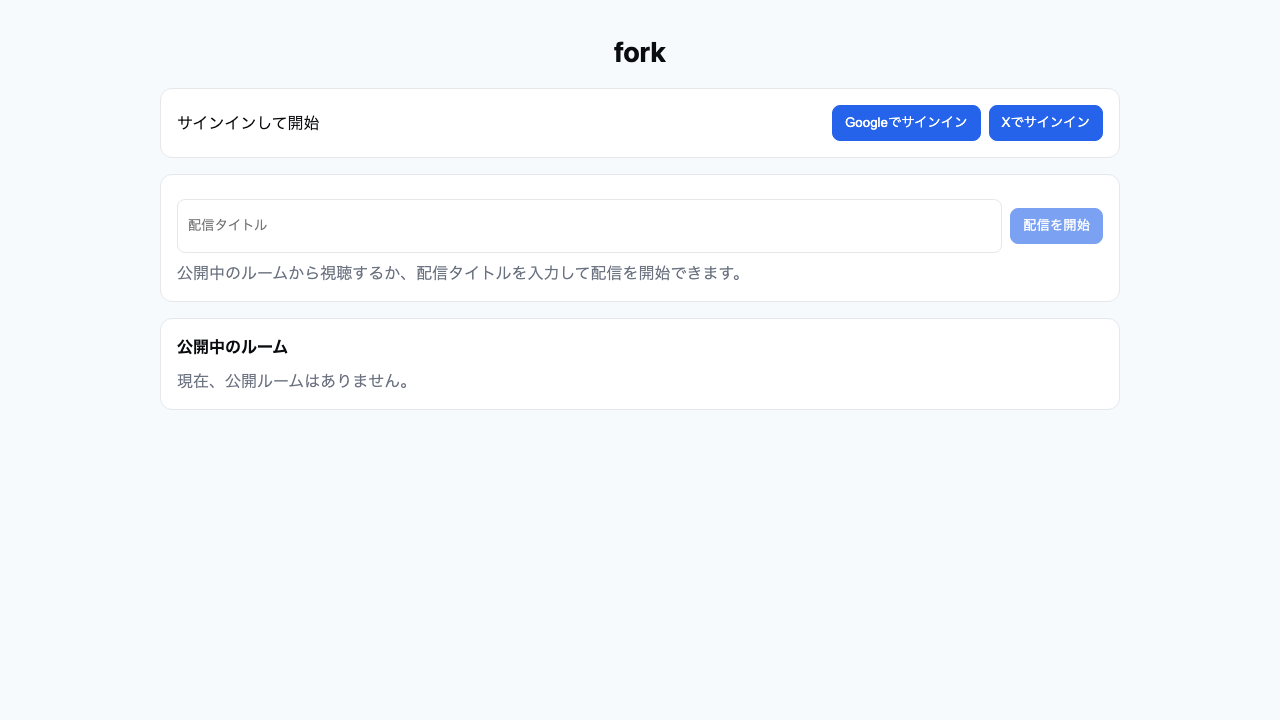 fork
サインインして開始
Googleでサインイン
Xでサインイン
配信タイトル
配信を開始
公開中のルームから視聴するか、配信タイトルを入力して配信を開始できます。
公開中のルーム
現在、公開ルームはありません。